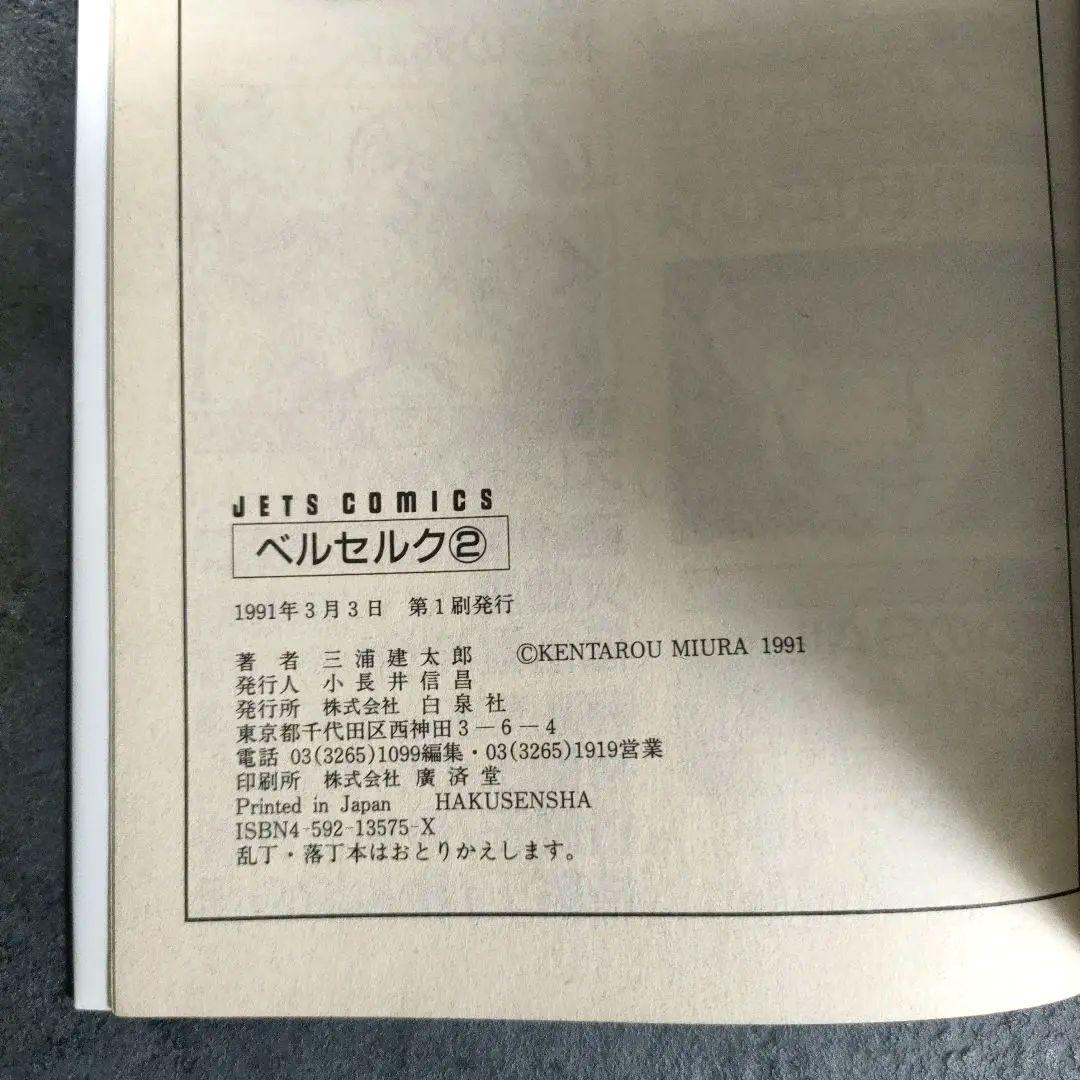 JETS COMICS
ベルセルク②
1991年3月3日 第1刷発行
著者 三浦建太郎 ©KENTAROU MIURA 1991
発行人 小長井信昌
発行所 株式会社 白泉社
東京都千代田区西神田3－6－4
電話 03(3265)1099編集・03(3265)1919営業
印刷所 株式会社 廣済堂
Printed in Japan HAKUSENSHA
ISBN4-592-13575-X
乱丁・落丁本はおとりかえします。